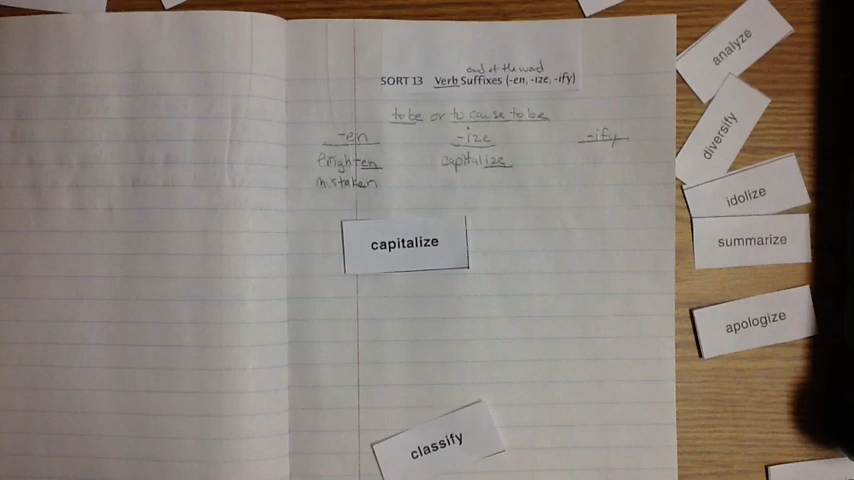 end of the word
SORT 13 Verb Suffixes (-en, -ize, -ify)
to be or to cause to be
-en -ize -ify
brighten capitalize
mistaken
capitalize
classify
analyze
diversify
idolize
summarize
apologize